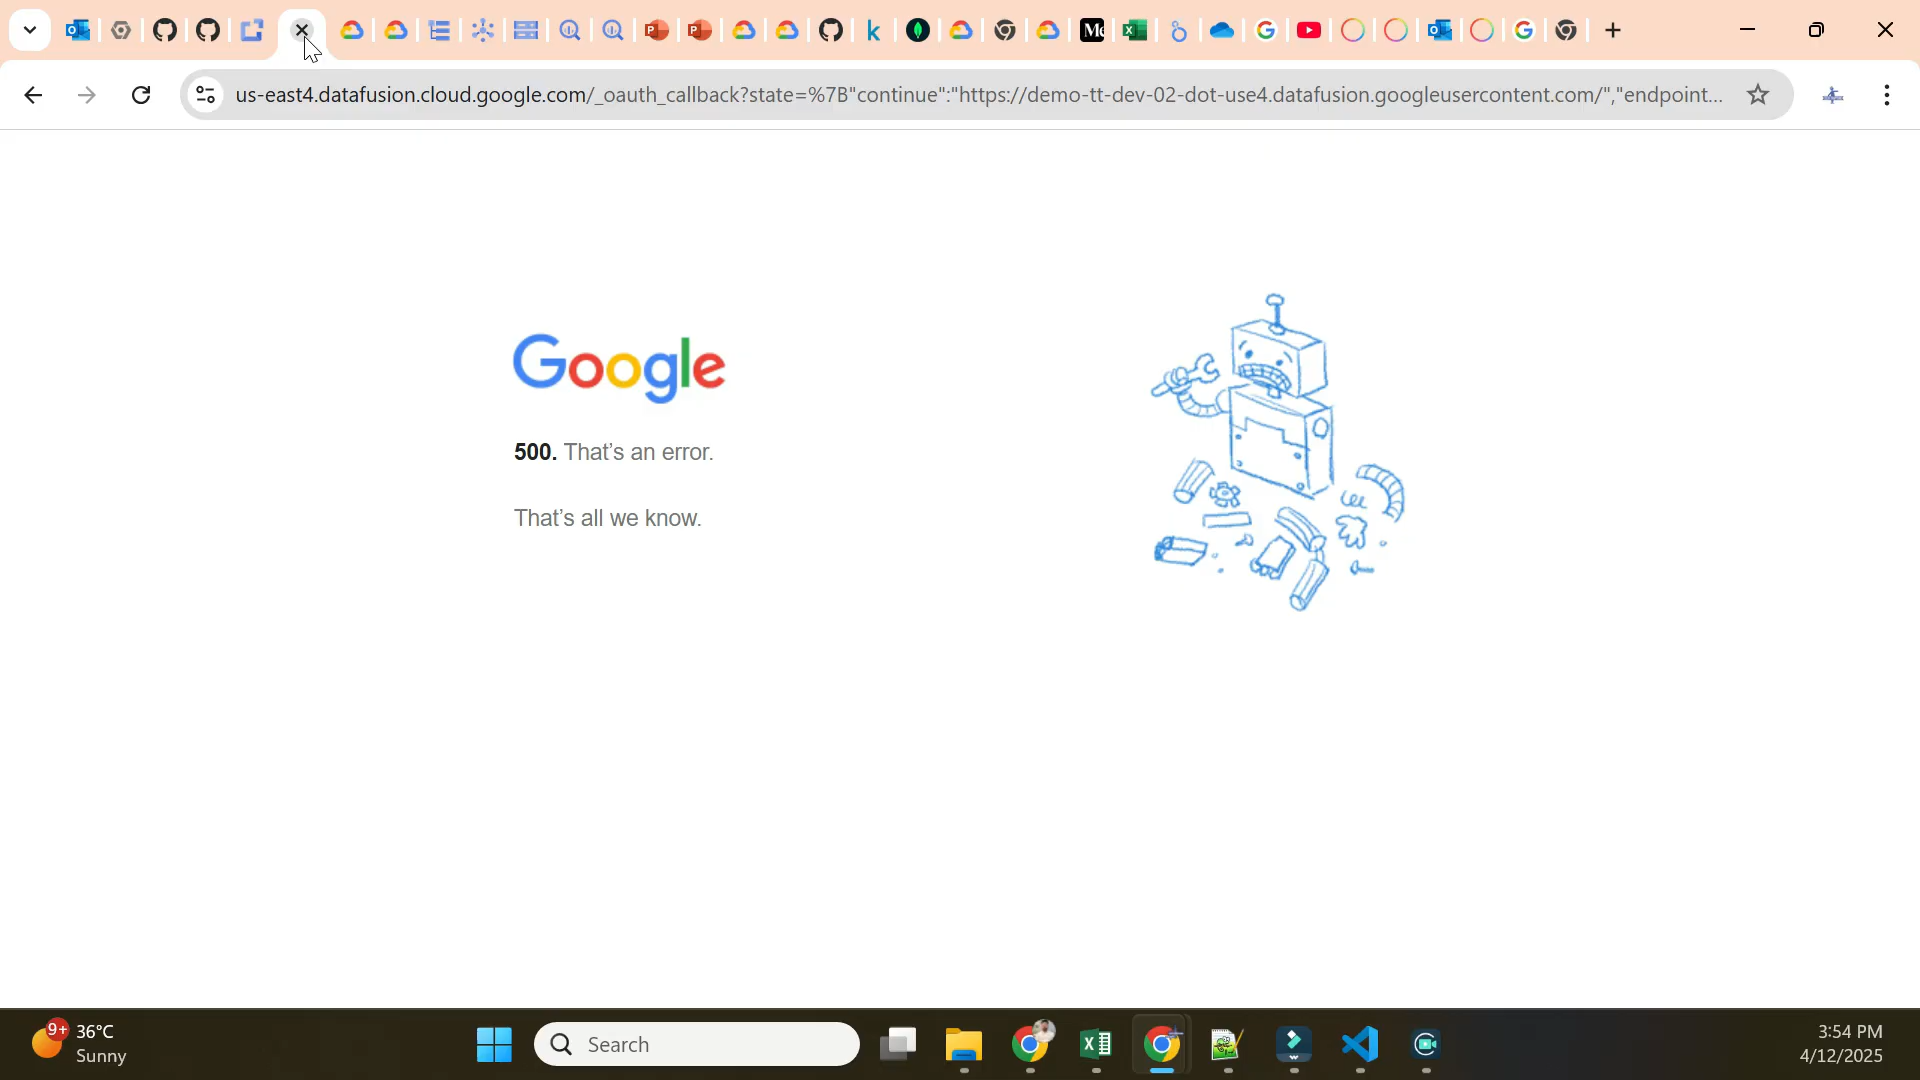 us-east4.datafusion.cloud.google.com/_oauth_callback?state=%7B"continue":"https://demo-tt-dev-02-dot-use4.datafusion.googleusercontent.com/","endpoint...
Google
500. That's an error.
That's all we know.
9+
36°C
Sunny
Search
3:54 PM
4/12/2025